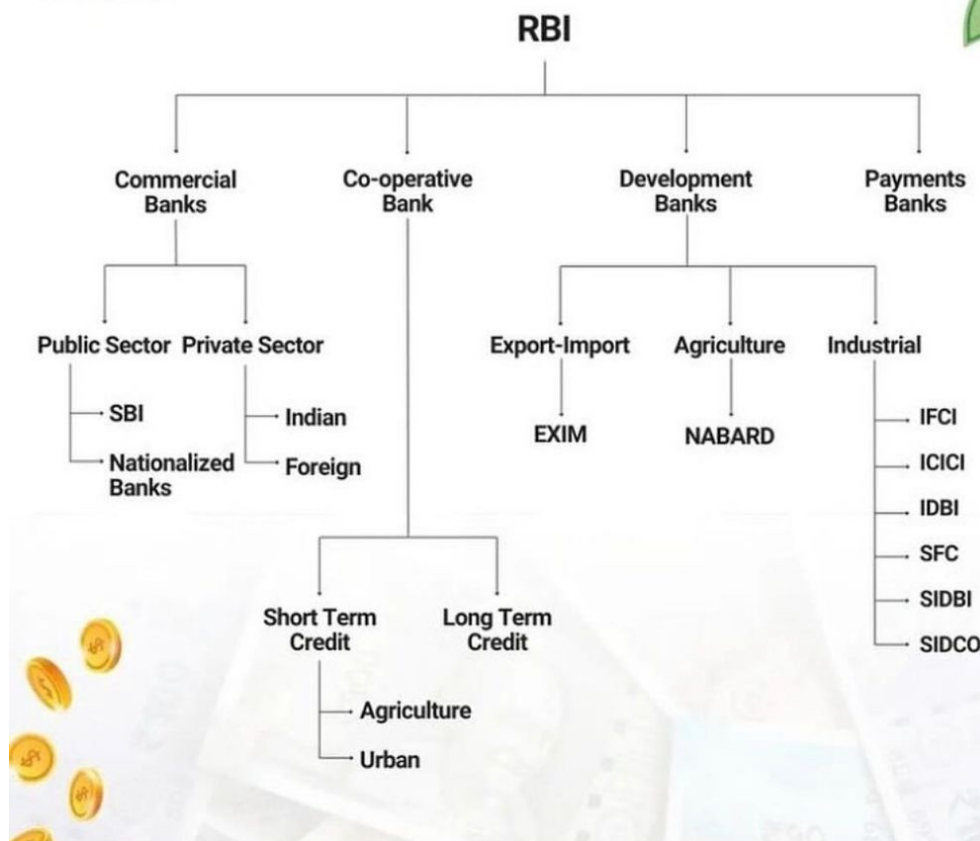 RBI
Commercial
Banks
Co-operative
Bank
Development
Banks
Payments
Banks
Public Sector
Private Sector
Export-Import
Agriculture
Industrial
SBI
Nationalized
Banks
Indian
Foreign
EXIM
NABARD
IFCI
ICICI
IDBI
SFC
SIDBI
SIDCO
Short Term
Credit
Long Term
Credit
Agriculture
Urban